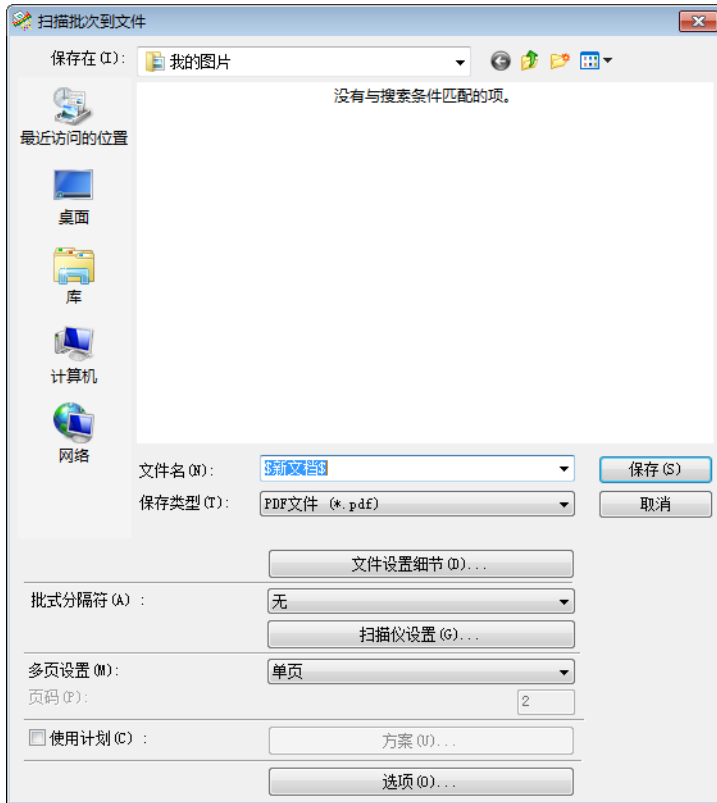 扫描批次到文件
保存在(I): 我的图片
没有与搜索条件匹配的项。
最近访问的位置
桌面
库
计算机
网络
文件名(N): $新文档$ 保存(S)
保存类型(T): PDF文件 (*.pdf) 取消
文件设置细节(D)...
批式分隔符(A) : 无
扫描仪设置(G)...
多页设置(M): 单页
页码(P): 2
使用计划(C) : 方案(U)...
选项(O)...